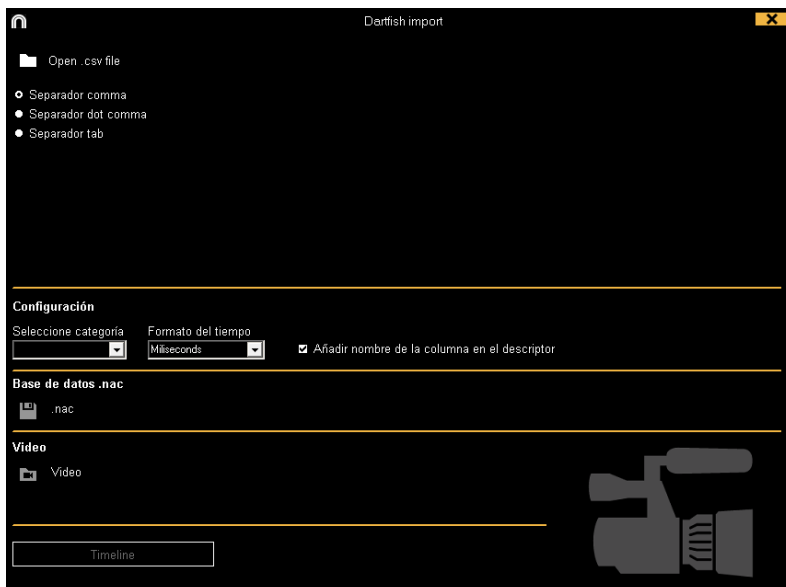 Dartfish import
Open .csv file
Separador comma
Separador dot comma
Separador tab
Configuración
Seleccione categoría Formato del tiempo
Miliseconds Añadir nombre de la columna en el descriptor
Base de datos .nac
.nac
Video
Video
Timeline